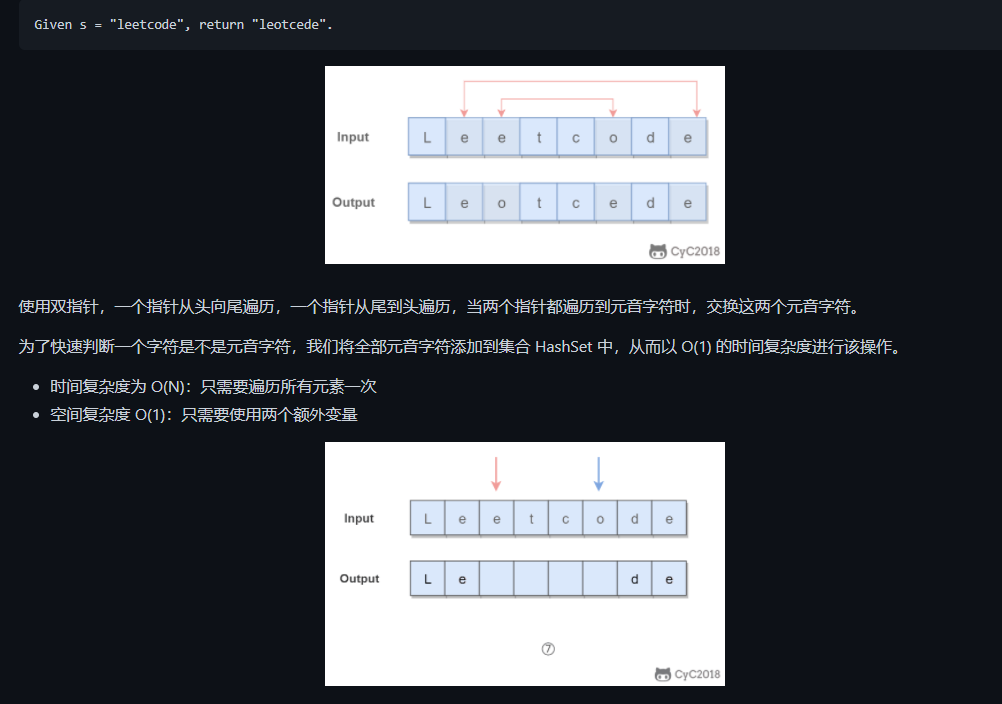 Given s = "leetcode", return "leotcede".
Input L e e t c o d e
Output L e o t c e d e
CyC2018
使用双指针，一个指针从头向尾遍历，一个指针从尾到头遍历，当两个指针都遍历到元音字符时，交换这两个元音字符。
为了快速判断一个字符是不是元音字符，我们将全部元音字符添加到集合 HashSet 中，从而以 O(1) 的时间复杂度进行该操作。
时间复杂度为 O(N)：只需要遍历所有元素一次
空间复杂度 O(1)：只需要使用两个额外变量
Input L e e t c o d e
Output L e d e
⑦
CyC2018